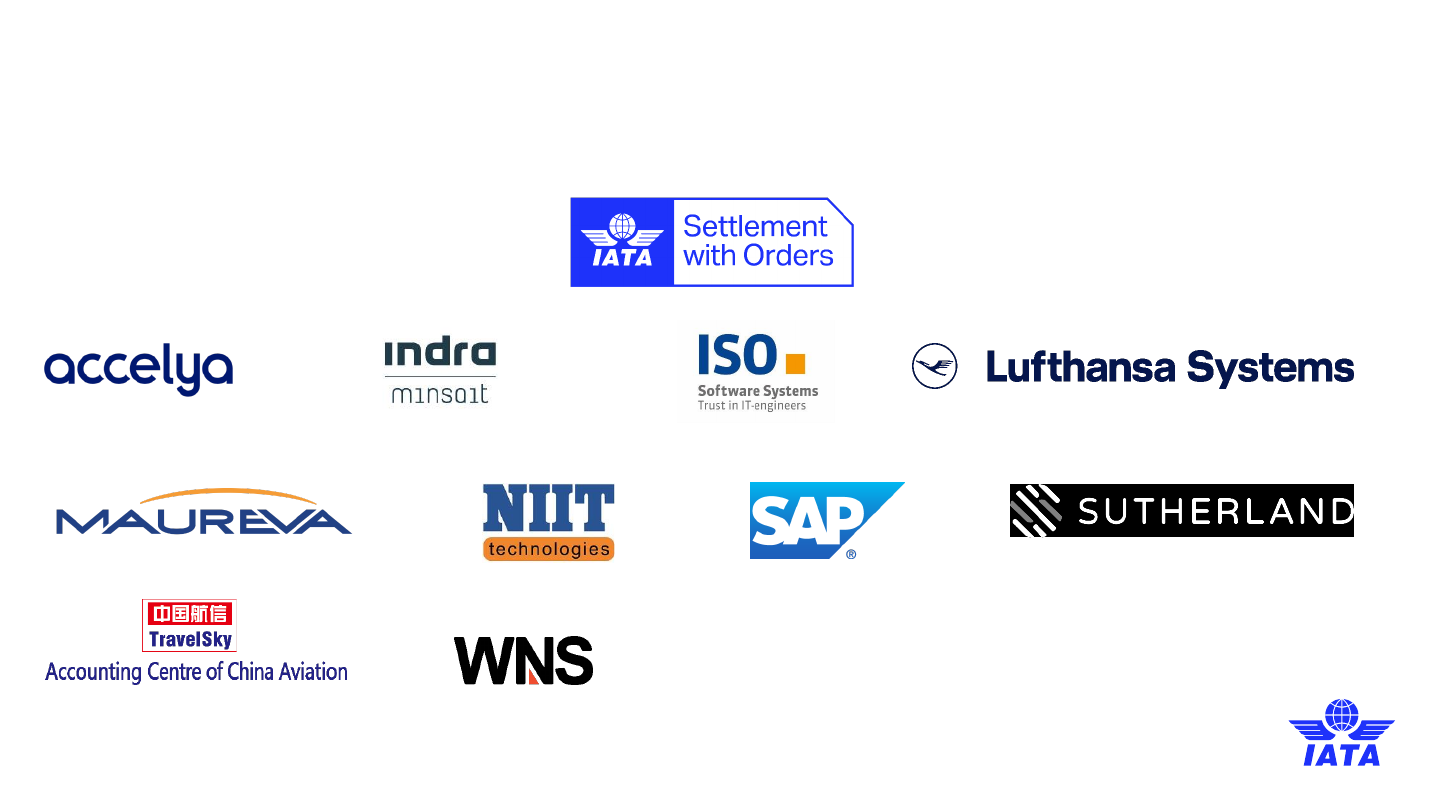 IATA
Settlement
with Orders
accelya
indra
minsait
ISO
Software Systems
Trust in IT-engineers
Lufthansa Systems
MAUREVA
NIIT
technologies
SAP
®
SUTHERLAND
中国航信
TravelSky
Accounting Centre of China Aviation
WNS
IATA